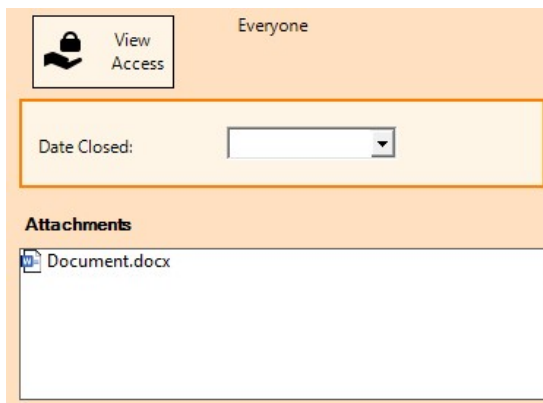 View
Access
Everyone
Date Closed:
Attachments
Document.docx